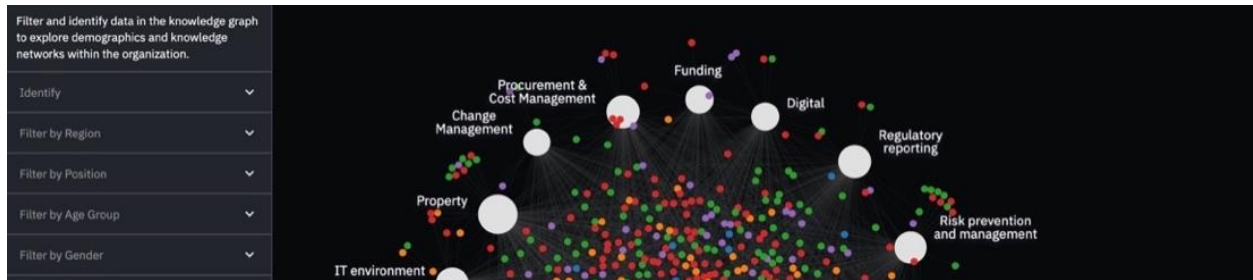 Filter and identify data in the knowledge graph
to explore demographics and knowledge
networks within the organization.
Identify
Filter by Region
Filter by Position
Filter by Age Group
Filter by Gender
Funding
Procurement &
Cost Management
Digital
Change
Management
Regulatory
reporting
Property
Risk prevention
and management
IT environment